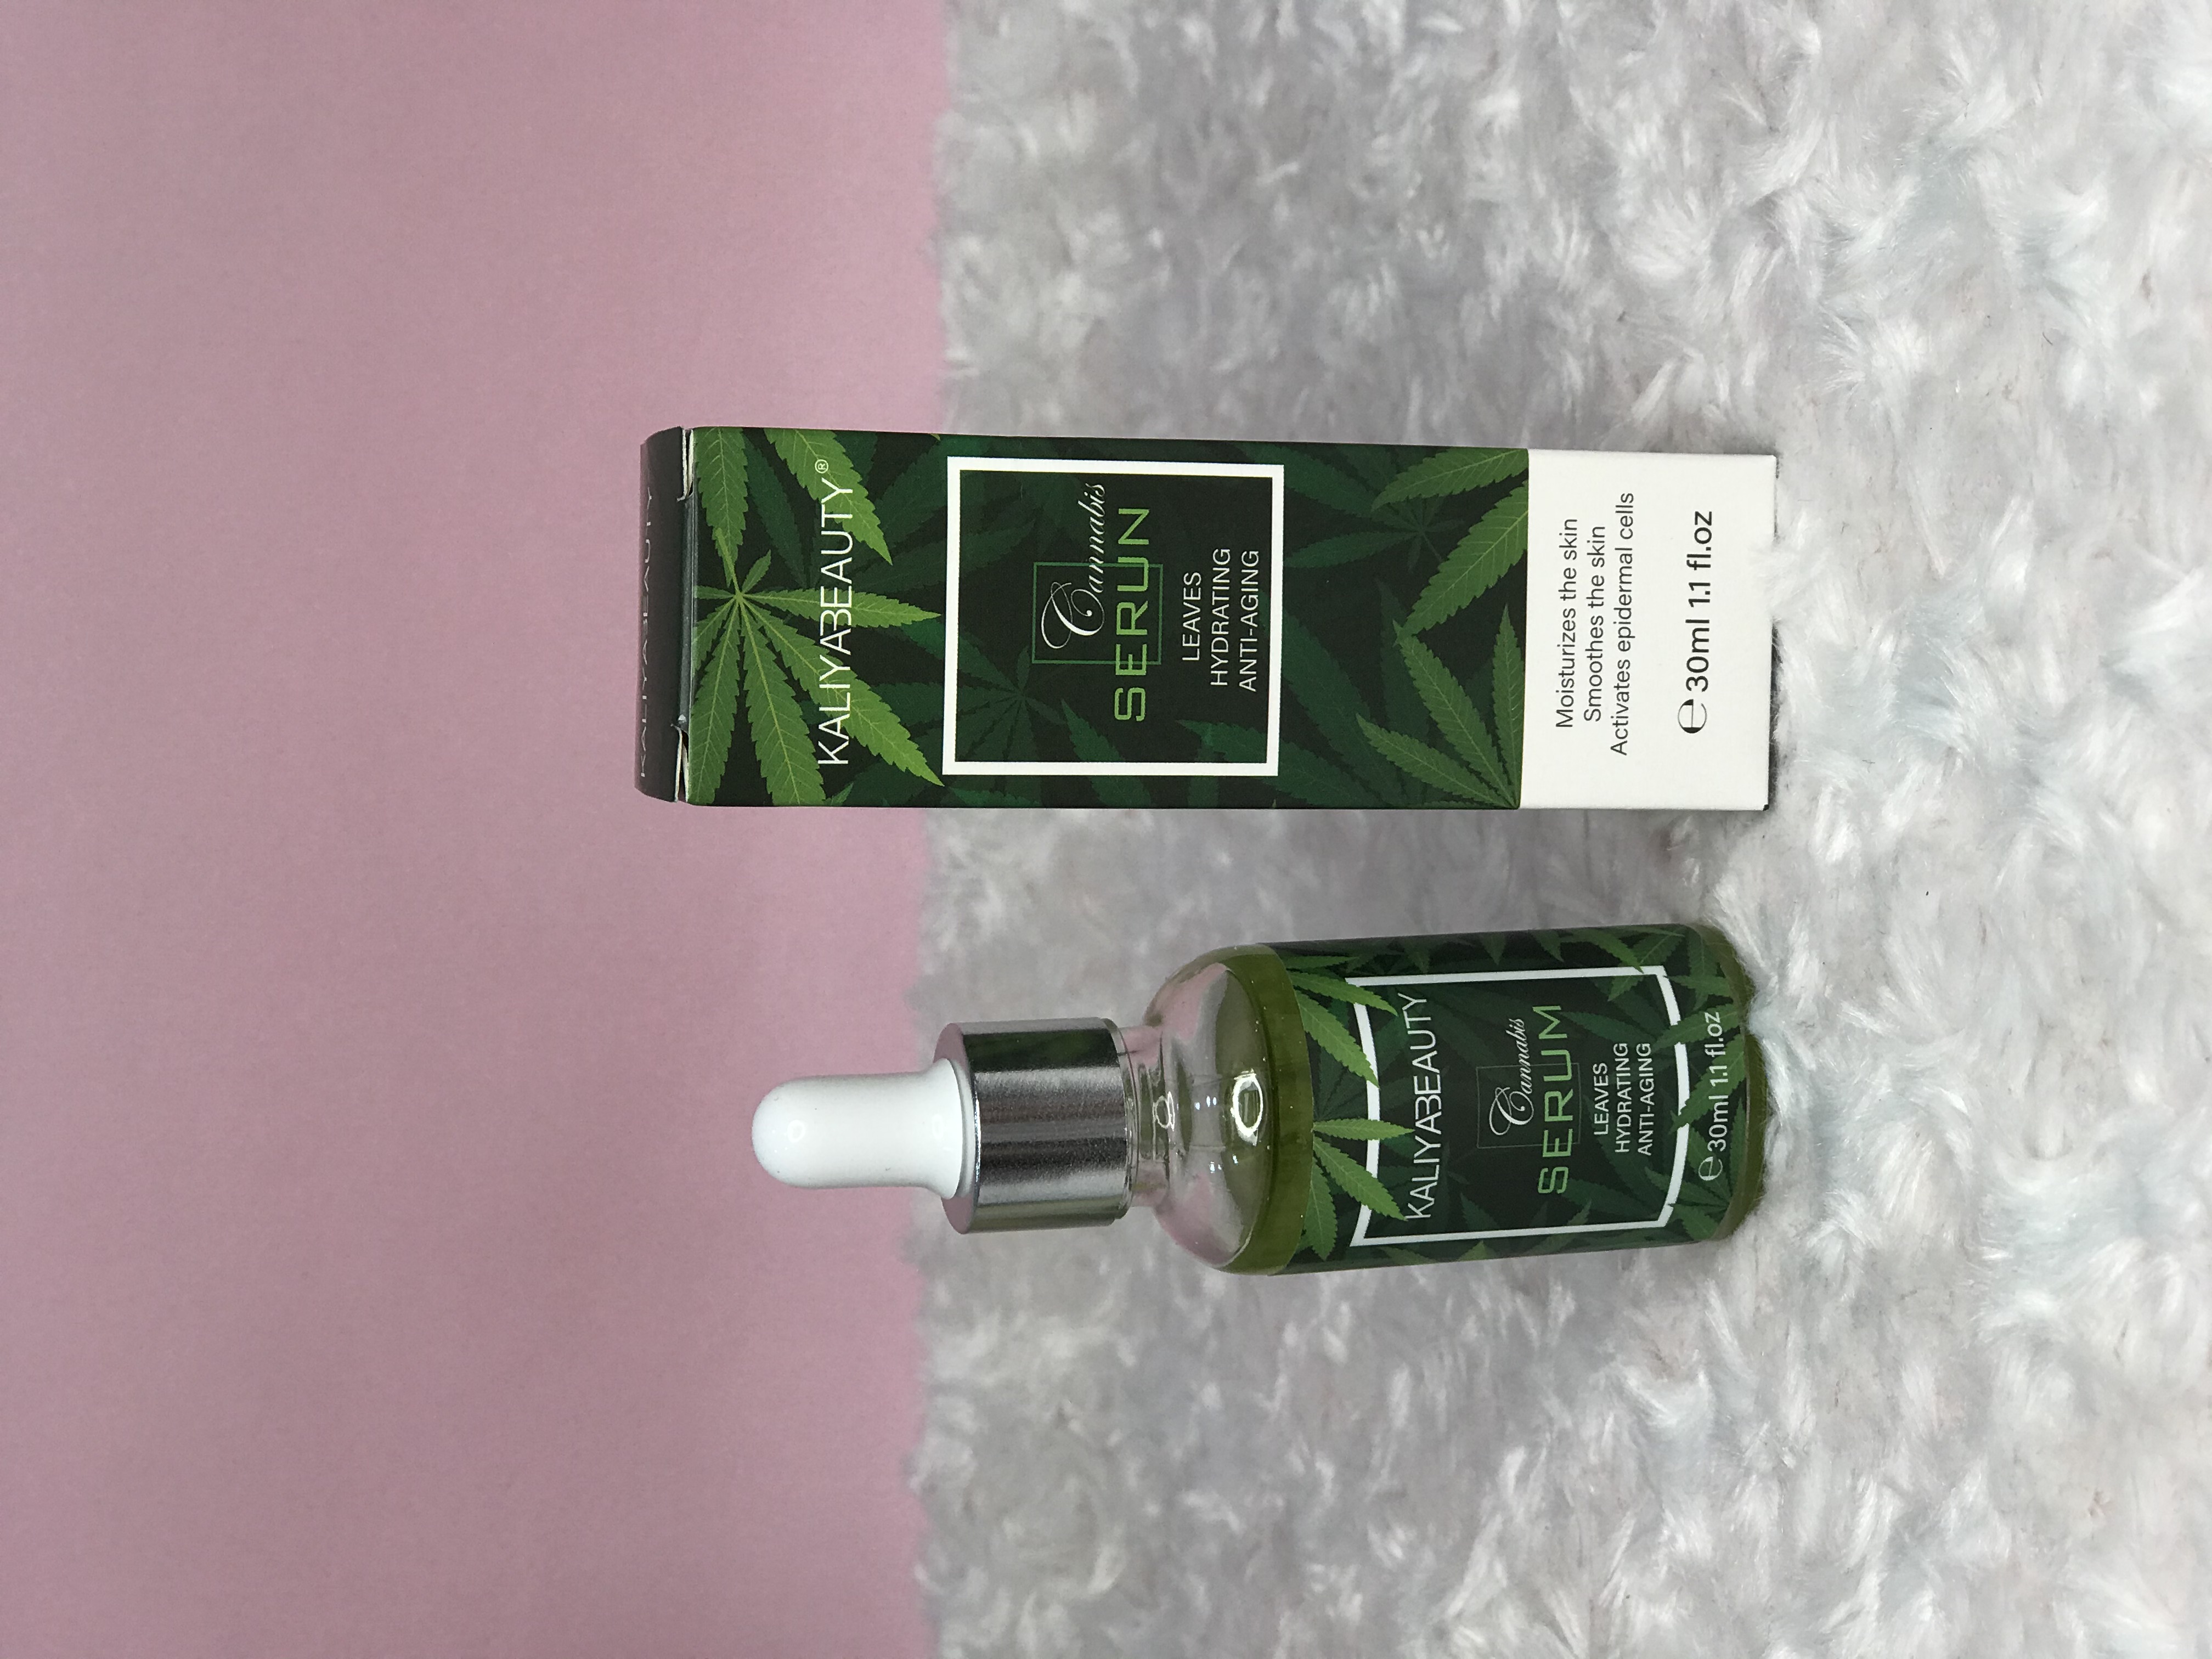 KALIYABEAUTY
Cannabis
SERUM
LEAVES
HYDRATING
ANTI-AGING
℮30ml 1.1 fl.oz
KALIYABEAUTY
KALIYABEAUTY®
Cannabis
SERUN
LEAVES
HYDRATING
ANTI-AGING
Moisturizes the skin
Smoothes the skin
Activates epidermal cells
℮30ml 1.1 fl.oz